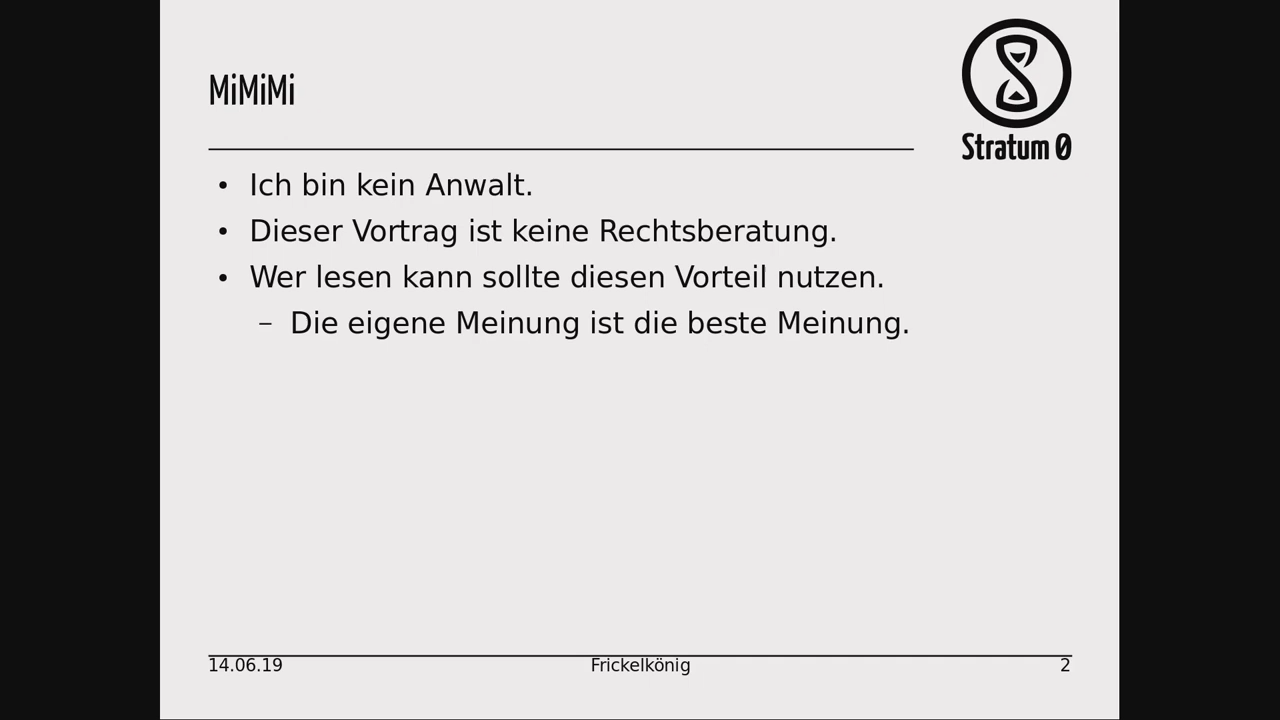 MiMiMi
Stratum 0
• Ich bin kein Anwalt.
• Dieser Vortrag ist keine Rechtsberatung.
• Wer lesen kann sollte diesen Vorteil nutzen.
– Die eigene Meinung ist die beste Meinung.
14.06.19 Frickelkönig 2